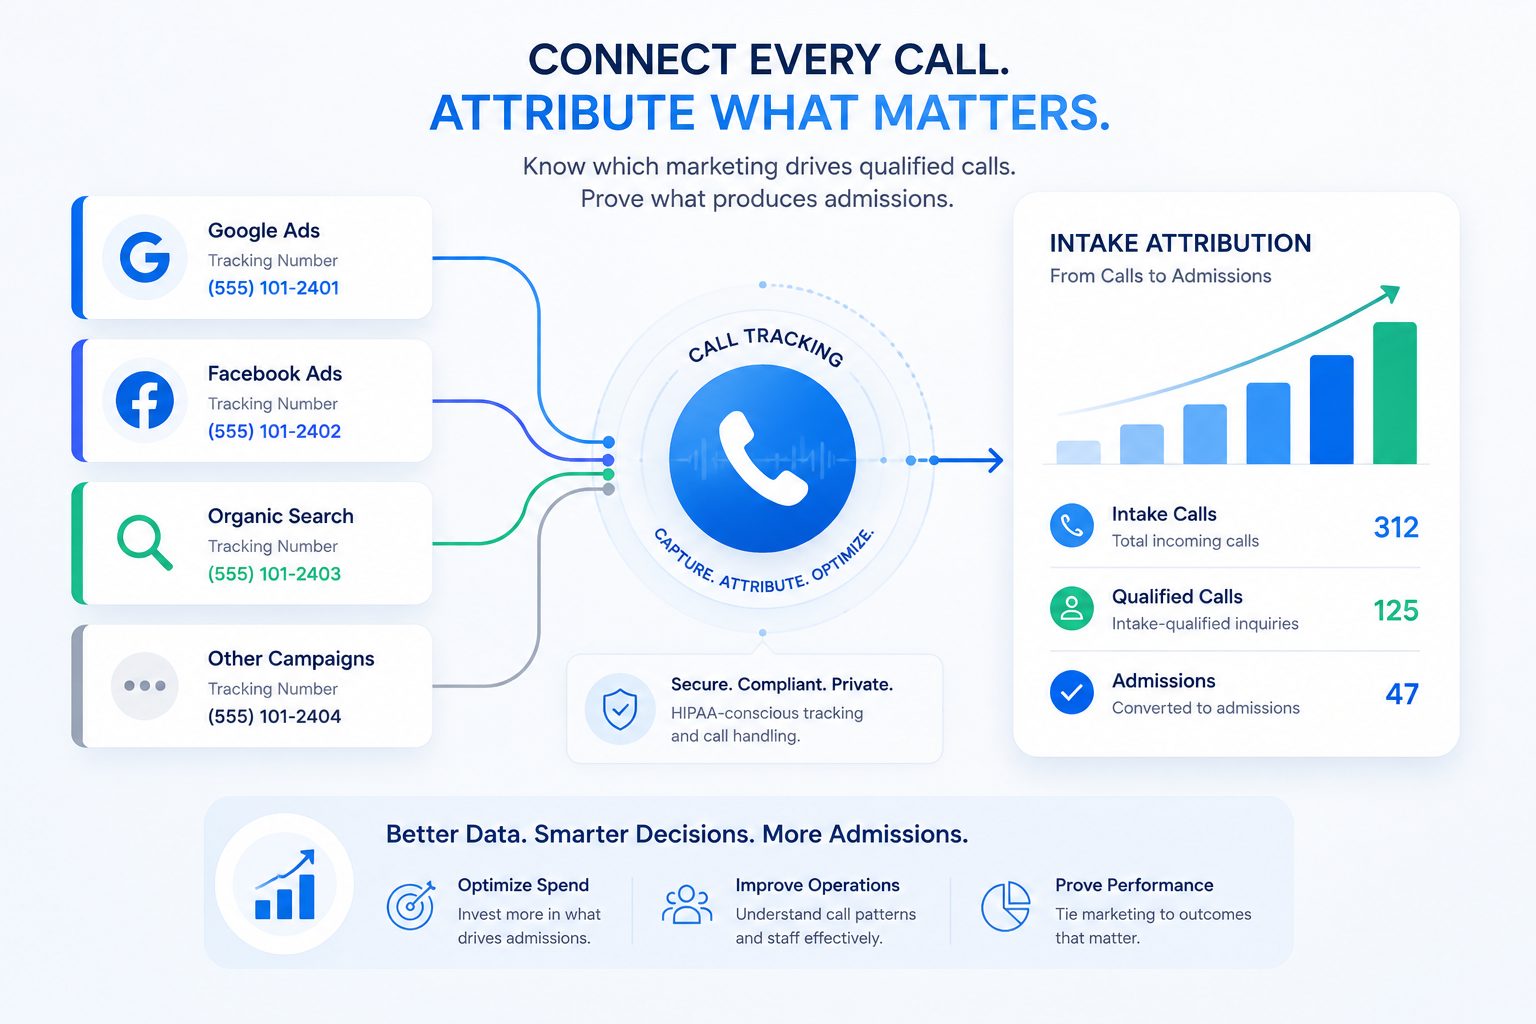 CONNECT EVERY CALL.
ATTRIBUTE WHAT MATTERS.
Know which marketing drives qualified calls.
Prove what produces admissions.
Google Ads
Tracking Number
(555) 101-2401
Facebook Ads
Tracking Number
(555) 101-2402
Organic Search
Tracking Number
(555) 101-2403
Other Campaigns
Tracking Number
(555) 101-2404
CALL TRACKING
CAPTURE. ATTRIBUTE. OPTIMIZE.
Secure. Compliant. Private.
HIPAA-conscious tracking
and call handling.
INTAKE ATTRIBUTION
From Calls to Admissions
Intake Calls
Total incoming calls
312
Qualified Calls
Intake-qualified inquiries
125
Admissions
Converted to admissions
47
Better Data. Smarter Decisions. More Admissions.
Optimize Spend
Invest more in what
drives admissions.
Improve Operations
Understand call patterns
and staff effectively.
Prove Performance
Tie marketing to outcomes
that matter.